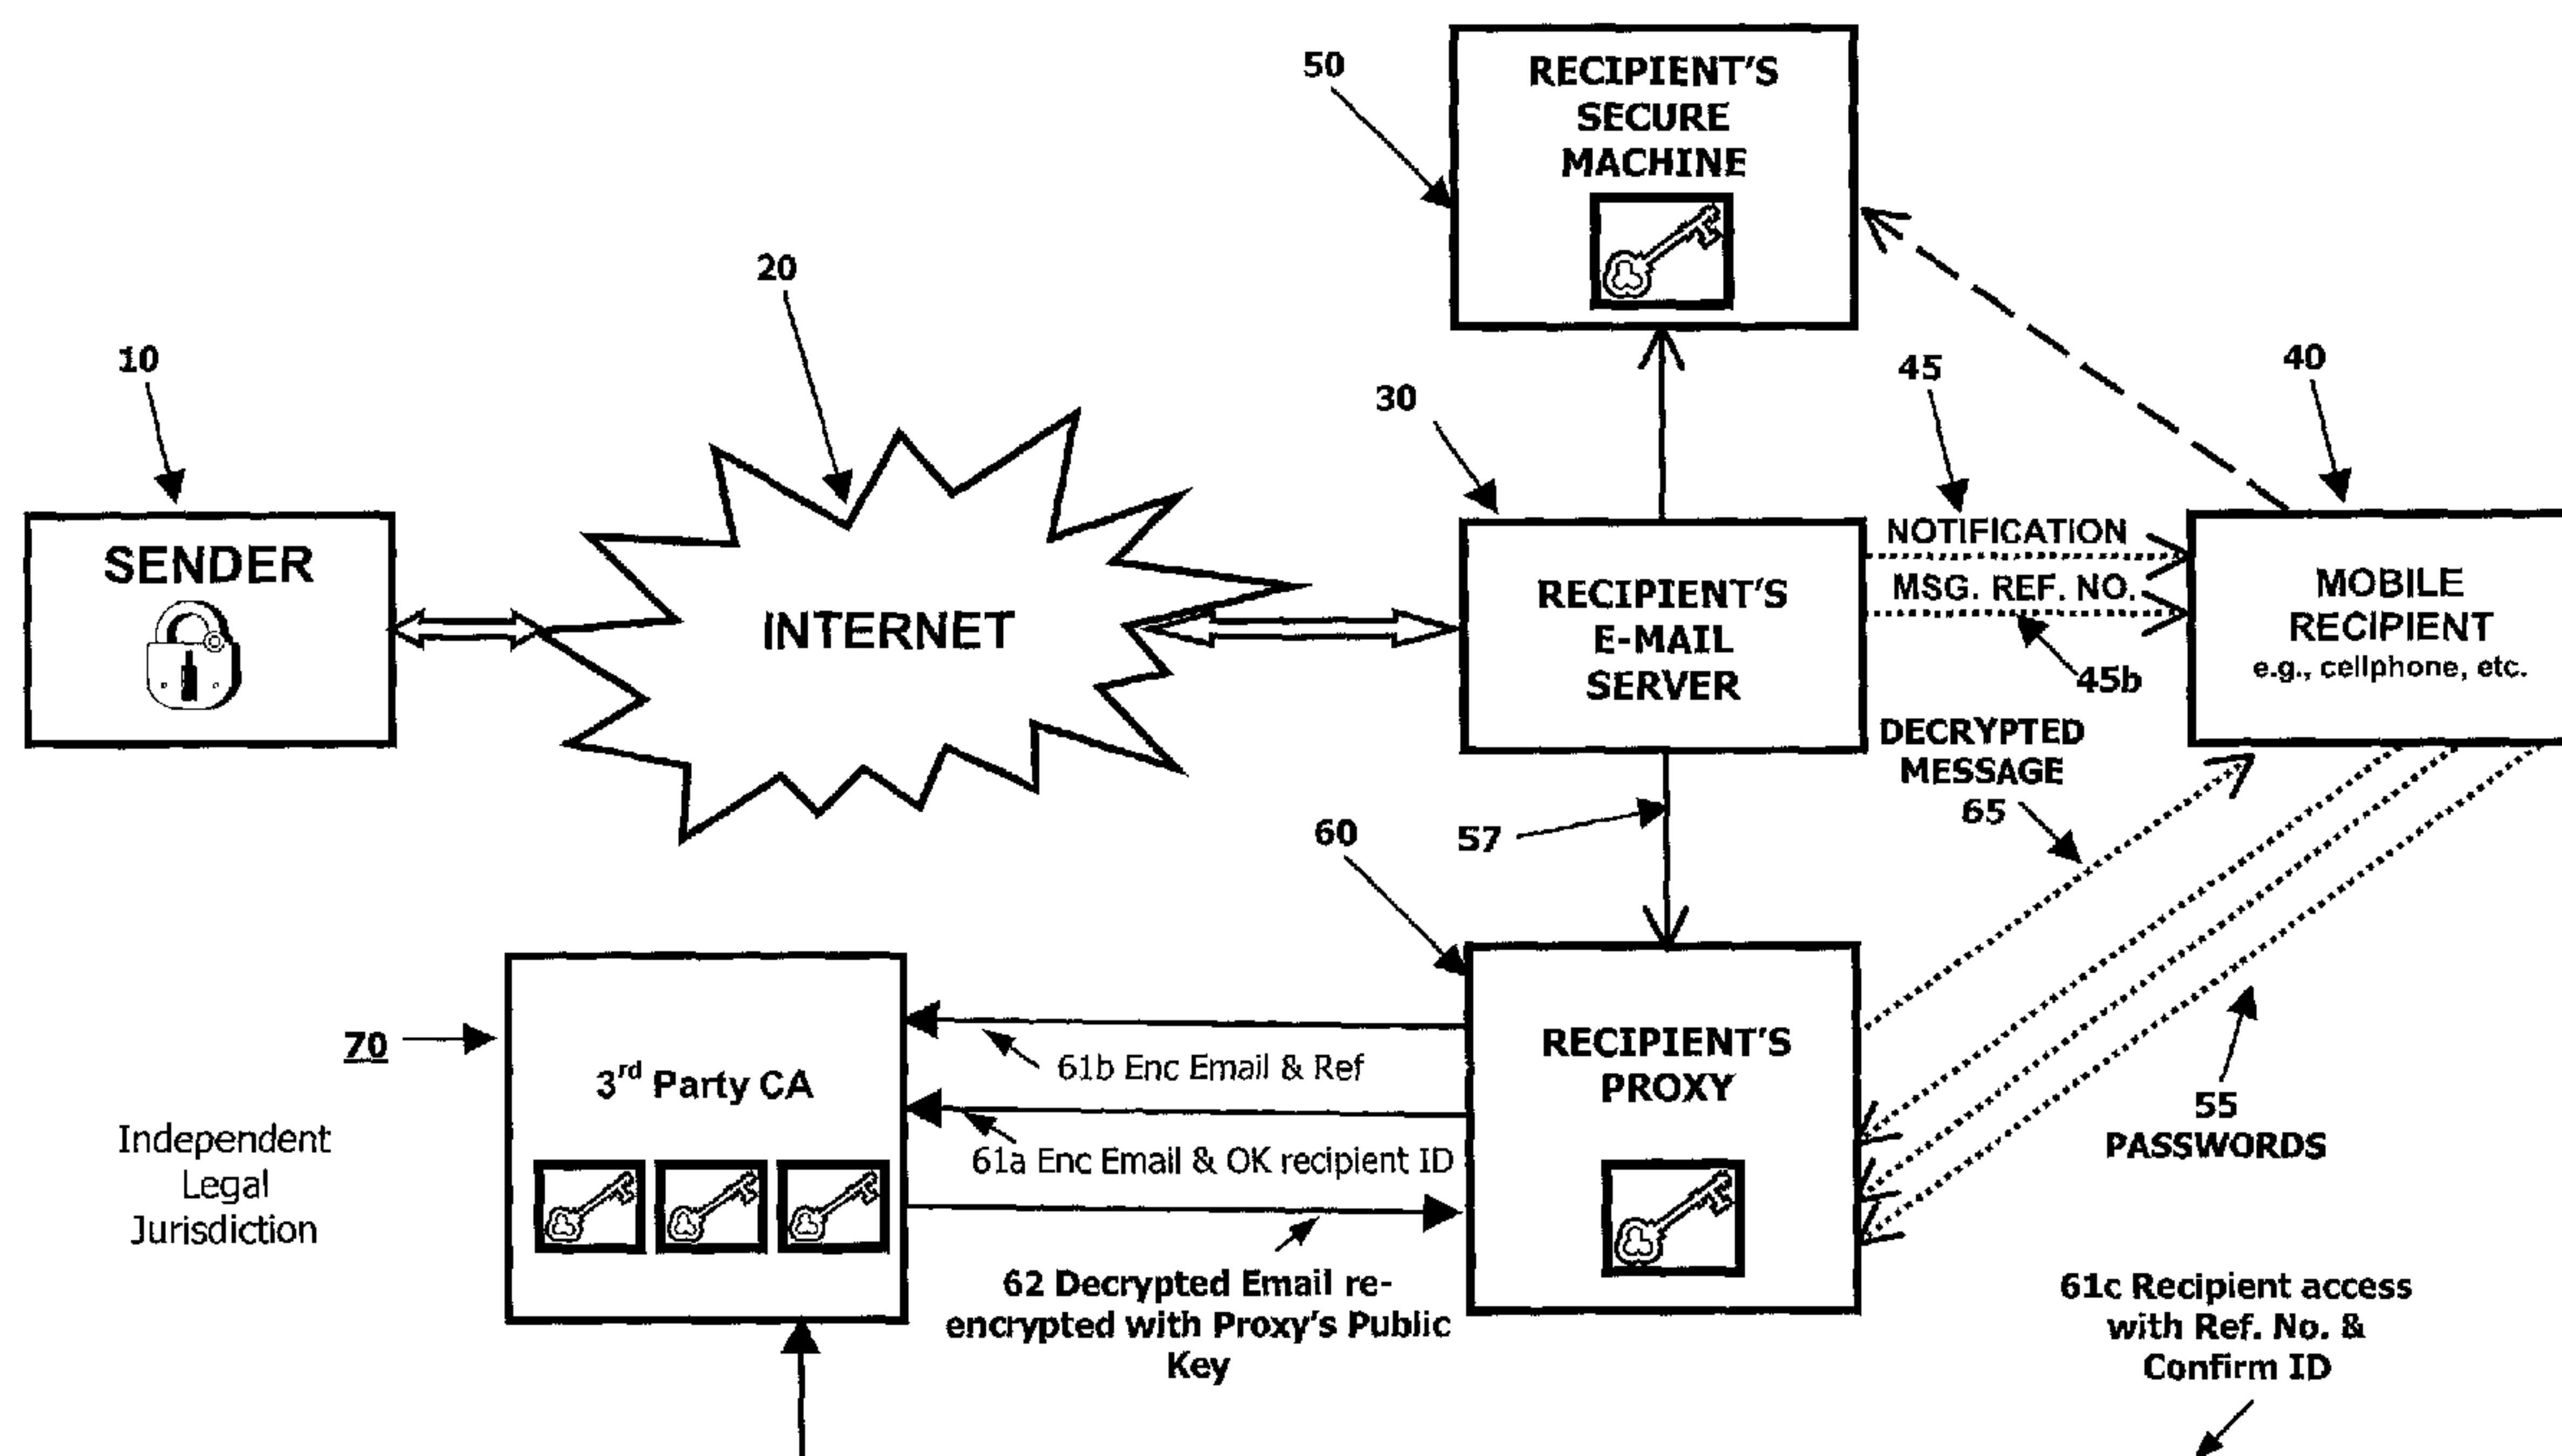 50
RECIPIENT'S
SECURE
MACHINE
20
10
45
40
30
SENDER
INTERNET
RECIPIENT'S
E-MAIL
SERVER
NOTIFICATION
MSG. REF. NO.
45b
MOBILE
RECIPIENT
e.g., cellphone, etc.
DECRYPTED
MESSAGE
65
60
57
70
3rd Party CA
61b Enc Email & Ref
61a Enc Email & OK recipient ID
RECIPIENT'S
PROXY
55
PASSWORDS
Independent
Legal
Jurisdiction
62 Decrypted Email re-
encrypted with Proxy's Public
Key
61c Recipient access
with Ref. No. &
Confirm ID